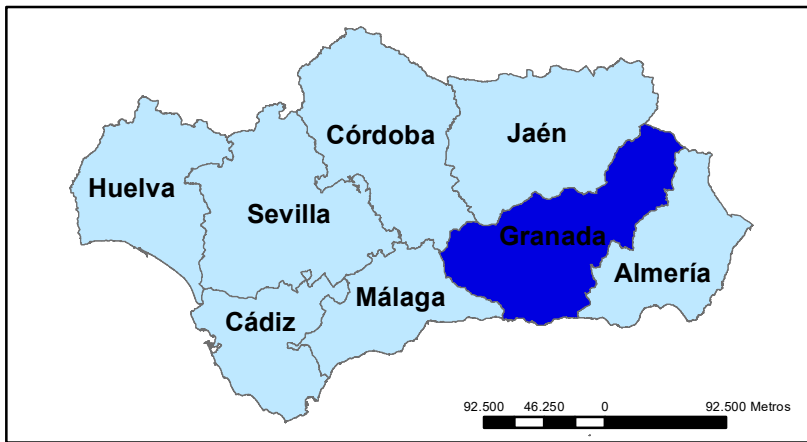 Córdoba
Jaén
Huelva
Sevilla
Granada
Almería
Málaga
Cádiz
92.500 46.250 0 92.500 Metros